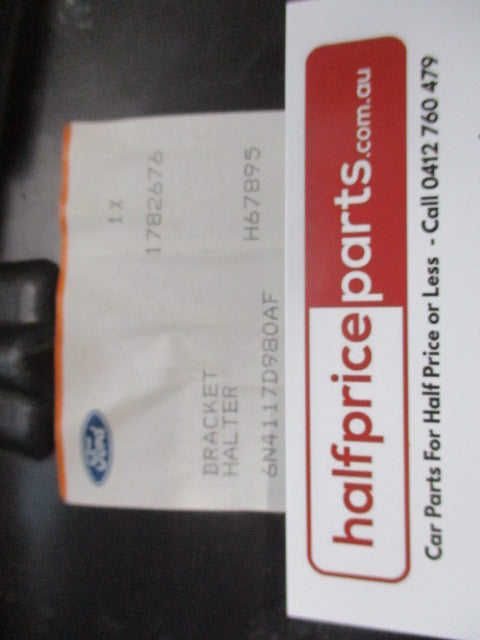 Ford
1X
1782676
BRACKET
HALTER
H67895
6N4117D980AF
halfpriceparts.com.au
Car Parts For Half Price or Less - Call 0412 760 479